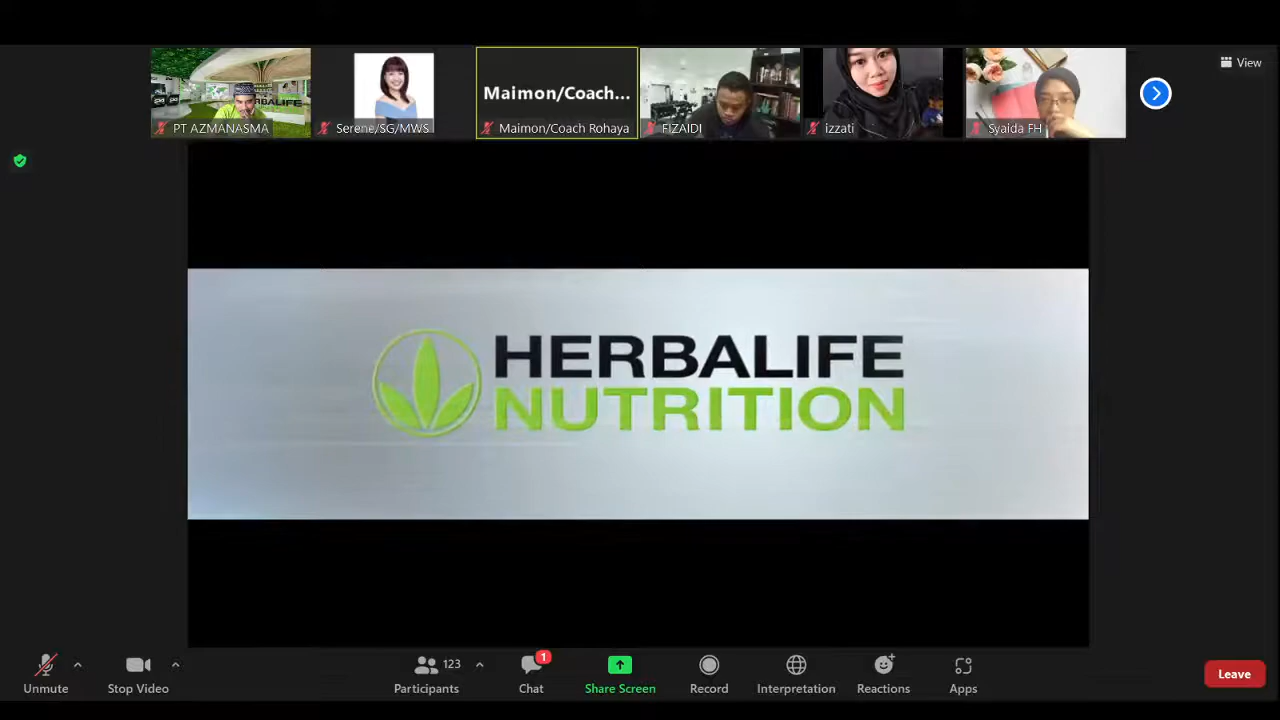 View
RBALIFE
Maimon/Coach...
PT AZMANASMA
Serene/SG/MWS
Maimon/Coach Rohaya
FIZAIDI
izzati
Syaida FH
HERBALIFE
NUTRITION
123
1
Unmute
Stop Video
Participants
Chat
Share Screen
Record
Interpretation
Reactions
Apps
Leave